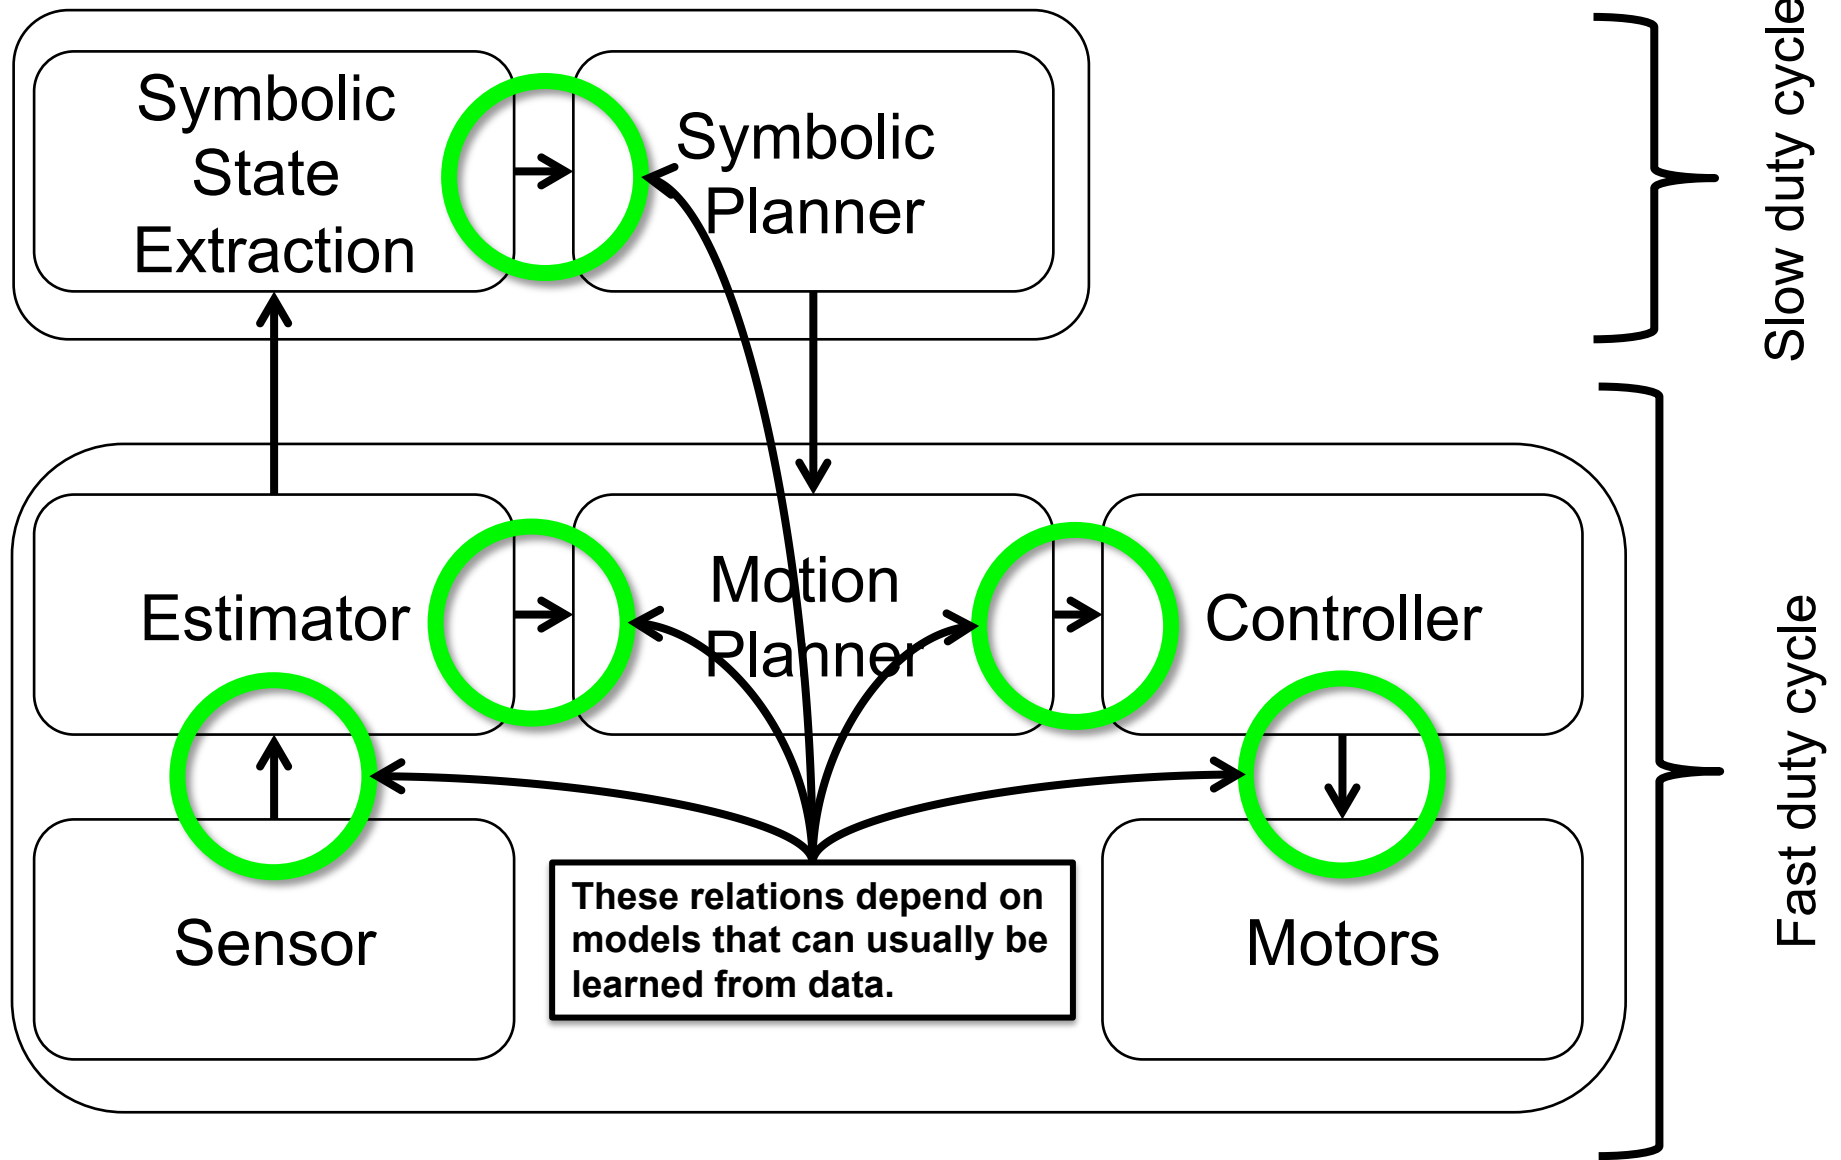 Symbolic
State
Extraction
Symbolic
Planner
Slow duty cycle
Estimator
Motion
Planner
Controller
Sensor
These relations depend on
models that can usually be
learned from data.
Motors
Fast duty cycle